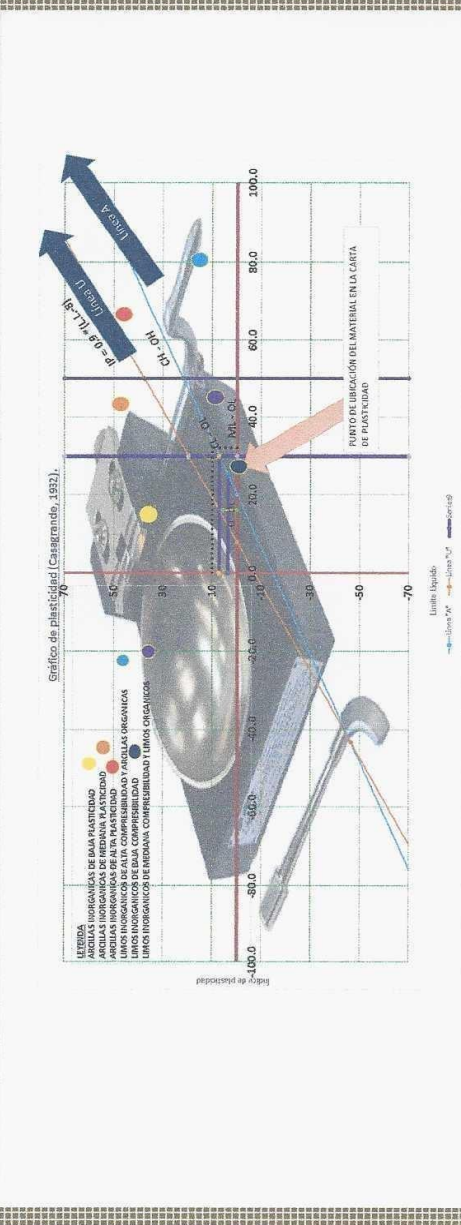 Gráfico de plasticidad (Casagrande, 1932).
LEYENDA
ARCILLAS INORGANICAS DE BAJA PLASTICIDAD
ARCILLAS INORGANICAS DE MEDIANA PLASTICIDAD
ARCILLAS INORGANICAS DE ALTA PLASTICIDAD
LIMOS INORGANICOS DE ALTA COMPRESIBILIDAD Y ARCILLAS ORGANICAS
LIMOS INORGANICOS DE BAJA COMPRESIBILIDAD
LIMOS INORGANICOS DE MEDIANA COMPRESIBILIDAD Y LIMOS ORGANICOS
Línea U
Línea A
IP = 0.9 * (L.L.-8)
CH - OH
CL - OL
ML - OL
70
50
30
10
-10
-30
-50
-70
-100.0
-80.0
-60.0
-40.0
-20.0
0.0
20.0
40.0
60.0
80.0
100.0
Índice de plasticidad
PUNTO DE UBICACIÓN DEL MATERIAL EN LA CARTA
DE PLASTICIDAD
Límite Líquido
Línea "A"
Línea "U"